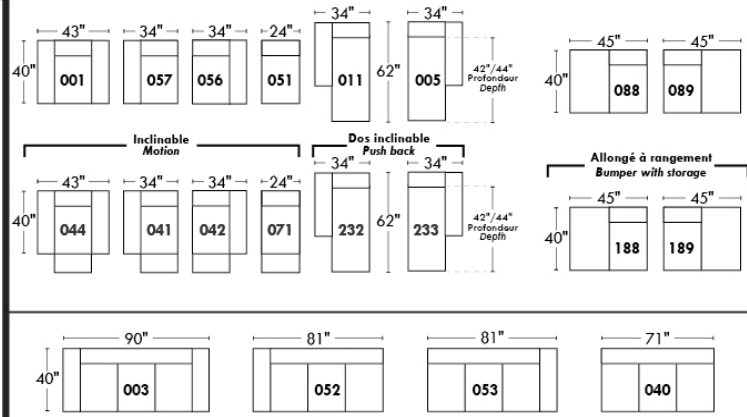 43" 34" 34" 24" 34" 34" 45" 45"
40" 001 057 056 051 011 62" 005 42"/44" 40" 088 089
Profondeur
Depth
Inclinable
Motion
Dos inclinable
Push back
Allongé à rangement
Bumper with storage
43" 34" 34" 24" 34" 34" 45" 45"
40" 044 041 042 071 232 62" 233 42"/44" 40" 188 189
Profondeur
Depth
90" 81" 81" 71"
40" 003 052 053 040